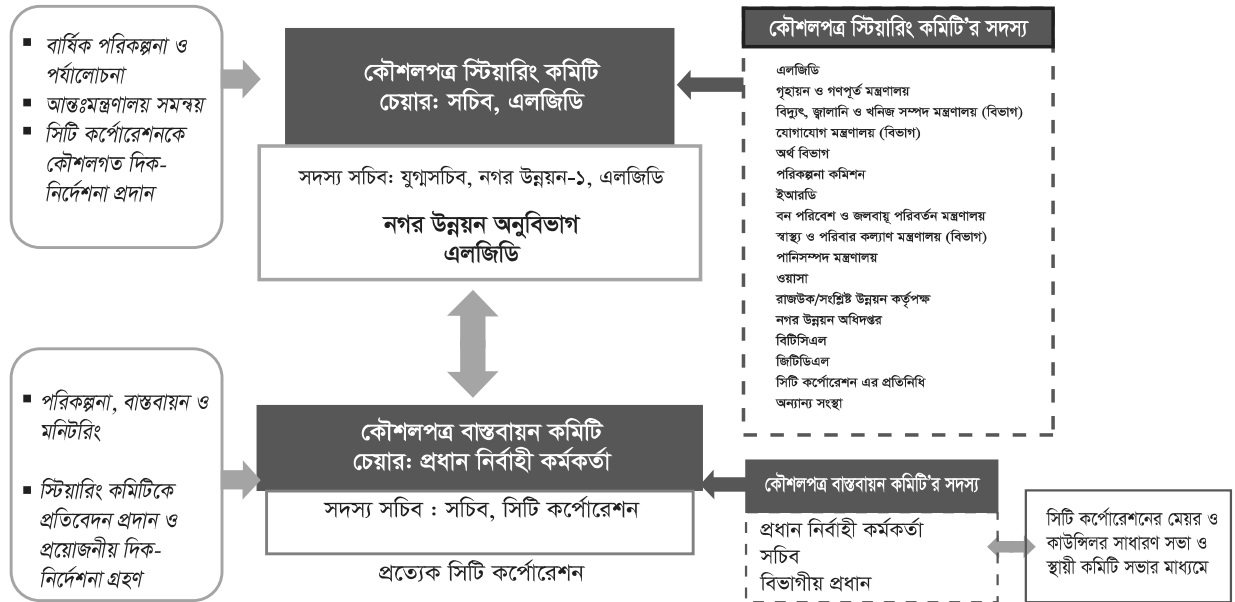 ▪ বার্ষিক পরিকল্পনা ও
পর্যালোচনা
▪ আন্তঃমন্ত্রণালয় সমন্বয়
▪ সিটি কর্পোরেশনকে
কৌশলগত দিক-
নির্দেশনা প্রদান
কৌশলপত্র স্টিয়ারিং কমিটি
চেয়ার: সচিব, এলজিডি
সদস্য সচিব: যুগ্মসচিব, নগর উন্নয়ন-১, এলজিডি
নগর উন্নয়ন অনুবিভাগ
এলজিডি
কৌশলপত্র স্টিয়ারিং কমিটি'র সদস্য
এলজিডি
গৃহায়ন ও গণপূর্ত মন্ত্রণালয়
বিদ্যুৎ, জ্বালানি ও খনিজ সম্পদ মন্ত্রণালয় (বিভাগ)
যোগাযোগ মন্ত্রণালয় (বিভাগ)
অর্থ বিভাগ
পরিকল্পনা কমিশন
ইআরডি
বন পরিবেশ ও জলবায়ূ পরিবর্তন মন্ত্রণালয়
স্বাস্থ্য ও পরিবার কল্যাণ মন্ত্রণালয় (বিভাগ)
পানিসম্পদ মন্ত্রণালয়
ওয়াসা
রাজউক/সংশ্লিষ্ট উন্নয়ন কর্তৃপক্ষ
নগর উন্নয়ন অধিদপ্তর
বিটিসিএল
জিটিডিএল
সিটি কর্পোরেশন এর প্রতিনিধি
অন্যান্য সংস্থা
▪ পরিকল্পনা, বাস্তবায়ন ও
মনিটরিং
▪ স্টিয়ারিং কমিটিকে
প্রতিবেদন প্রদান ও
প্রয়োজনীয় দিক-
নির্দেশনা গ্রহণ
কৌশলপত্র বাস্তবায়ন কমিটি
চেয়ার: প্রধান নির্বাহী কর্মকর্তা
সদস্য সচিব : সচিব, সিটি কর্পোরেশন
প্রত্যেক সিটি কর্পোরেশন
কৌশলপত্র বাস্তবায়ন কমিটি'র সদস্য
প্রধান নির্বাহী কর্মকর্তা
সচিব
বিভাগীয় প্রধান
সিটি কর্পোরেশনের মেয়র ও
কাউন্সিলর সাধারণ সভা ও
স্থায়ী কমিটি সভার মাধ্যমে